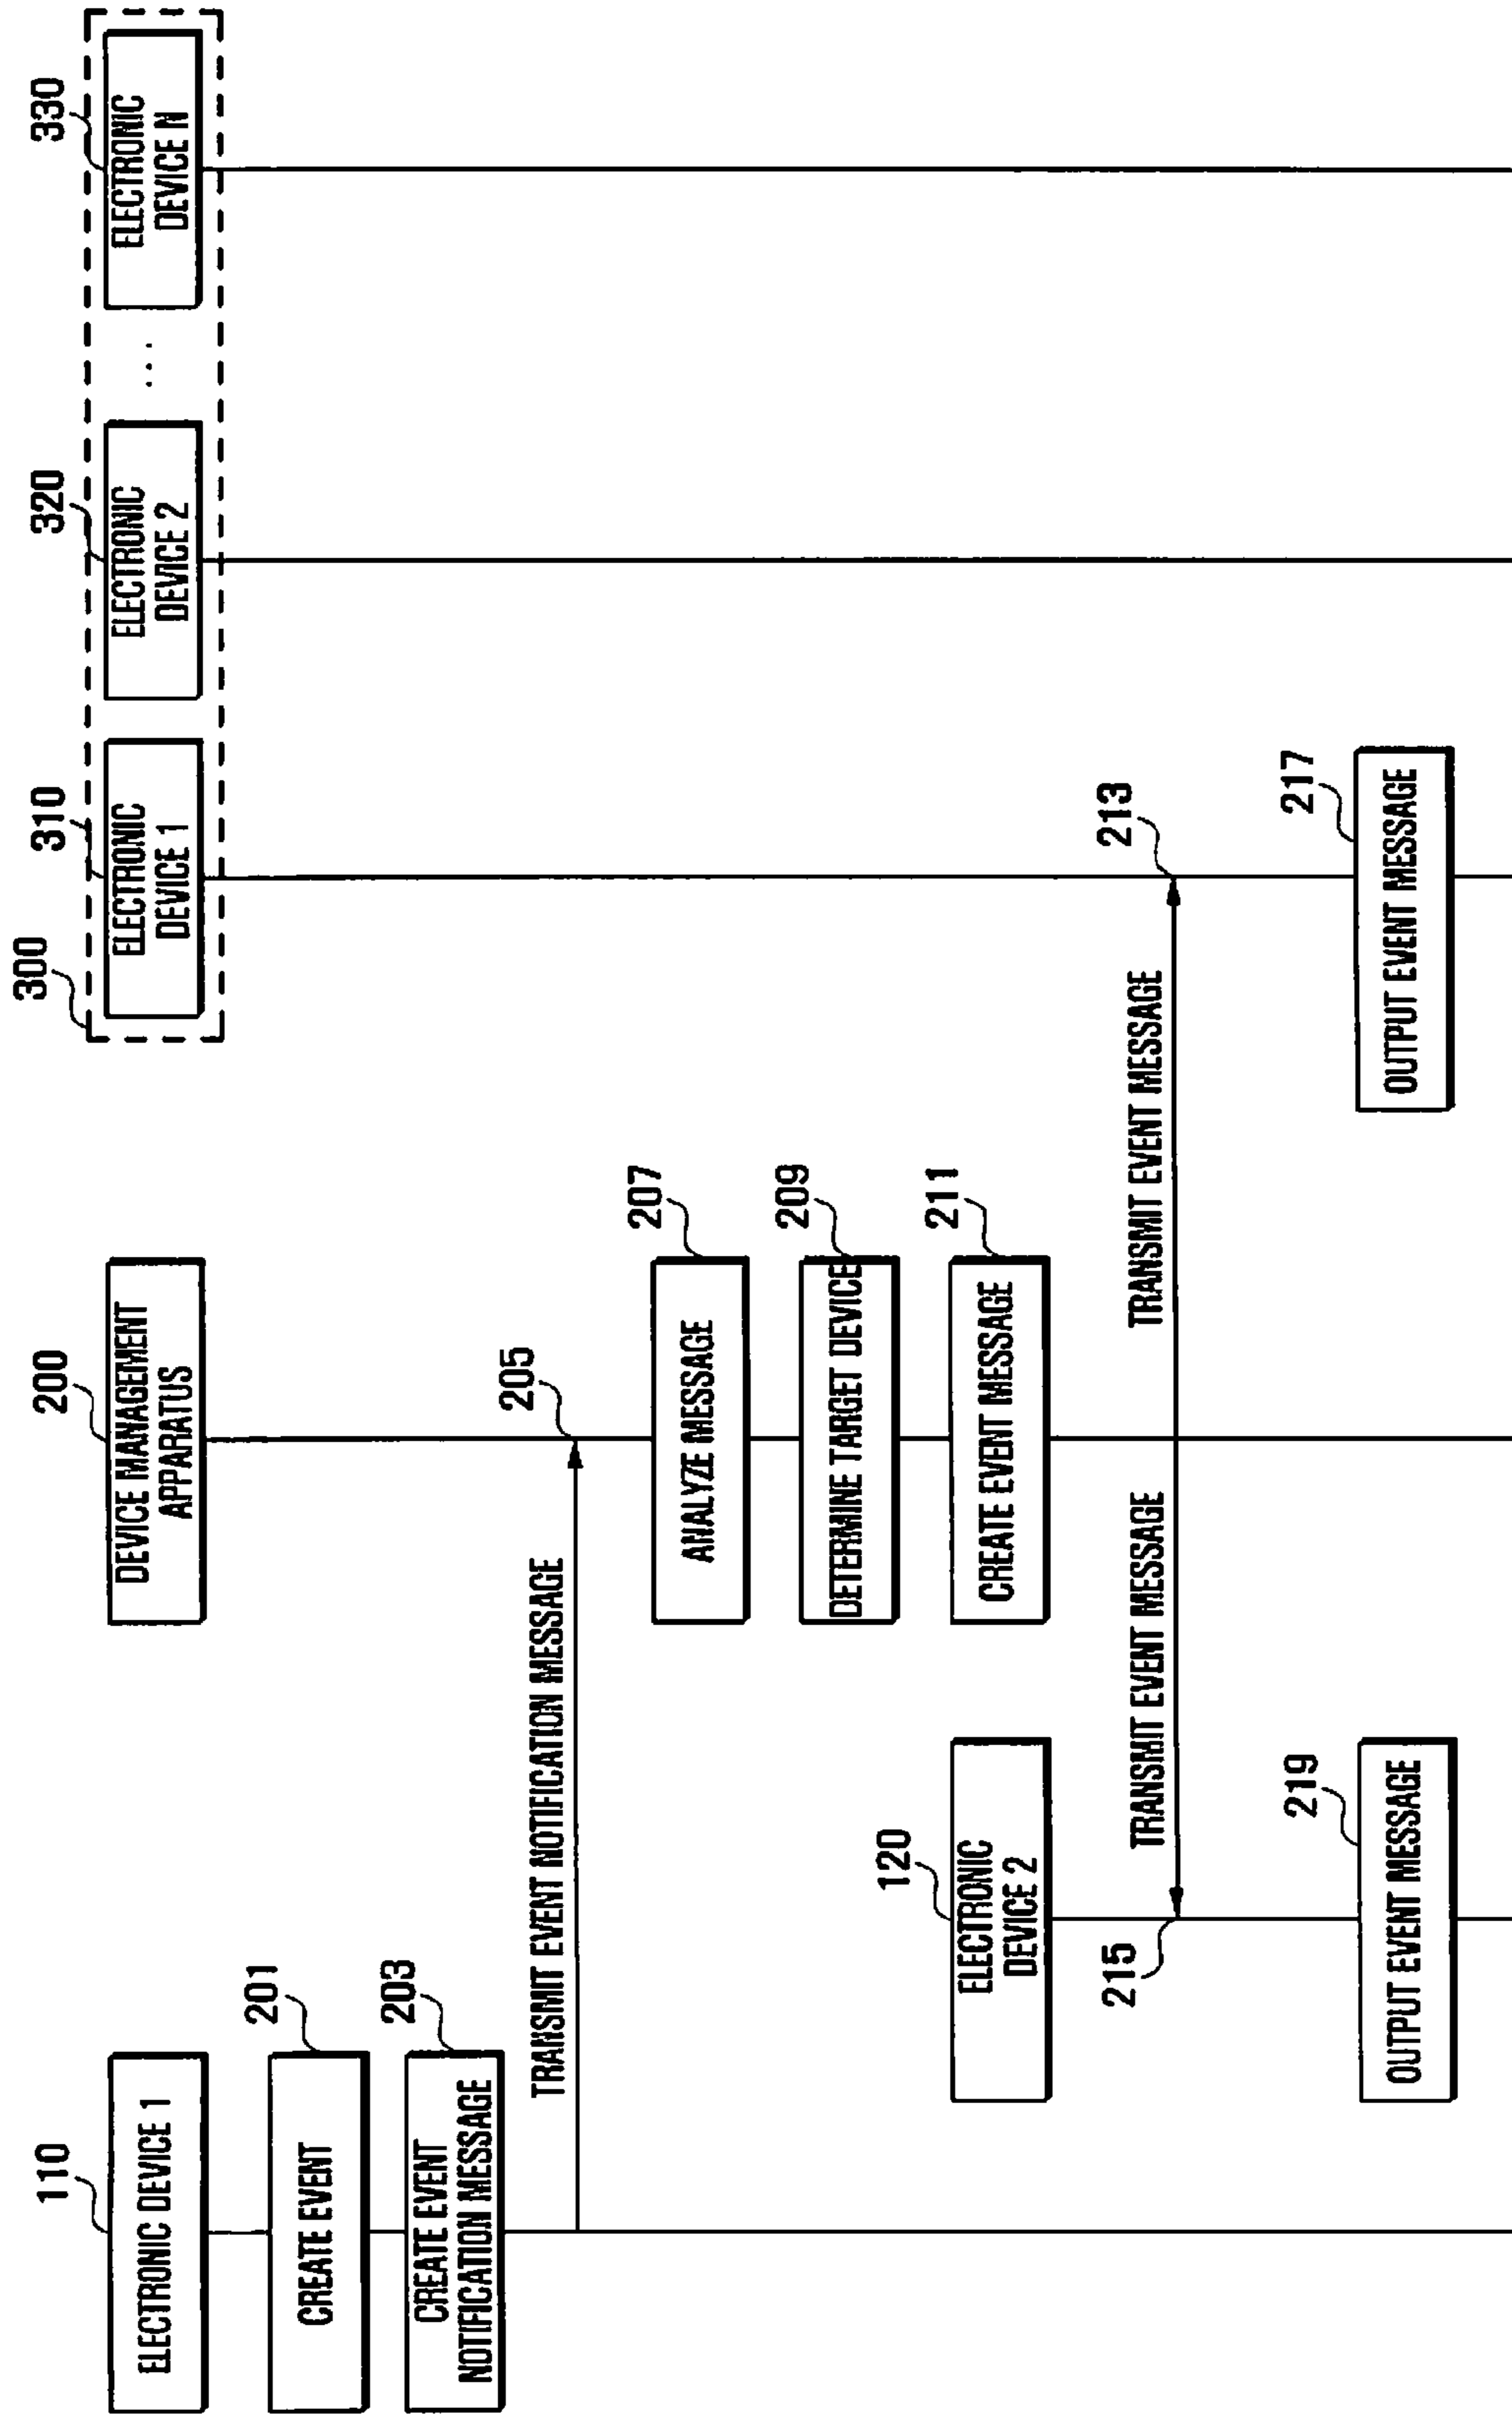 110
ELECTRONIC DEVICE 1
200
DEVICE MANAGEMENT
APPARATUS
300
310
ELECTRONIC
DEVICE 1
320
ELECTRONIC
DEVICE 2
...
330
ELECTRONIC
DEVICE N
201
CREATE EVENT
203
CREATE EVENT
NOTIFICATION MESSAGE
TRANSMIT EVENT NOTIFICATION MESSAGE
205
207
ANALYZE MESSAGE
209
DETERMINE TARGET DEVICE
211
CREATE EVENT MESSAGE
120
ELECTRONIC
DEVICE 2
215
TRANSMIT EVENT MESSAGE
TRANSMIT EVENT MESSAGE
213
219
OUTPUT EVENT MESSAGE
217
OUTPUT EVENT MESSAGE